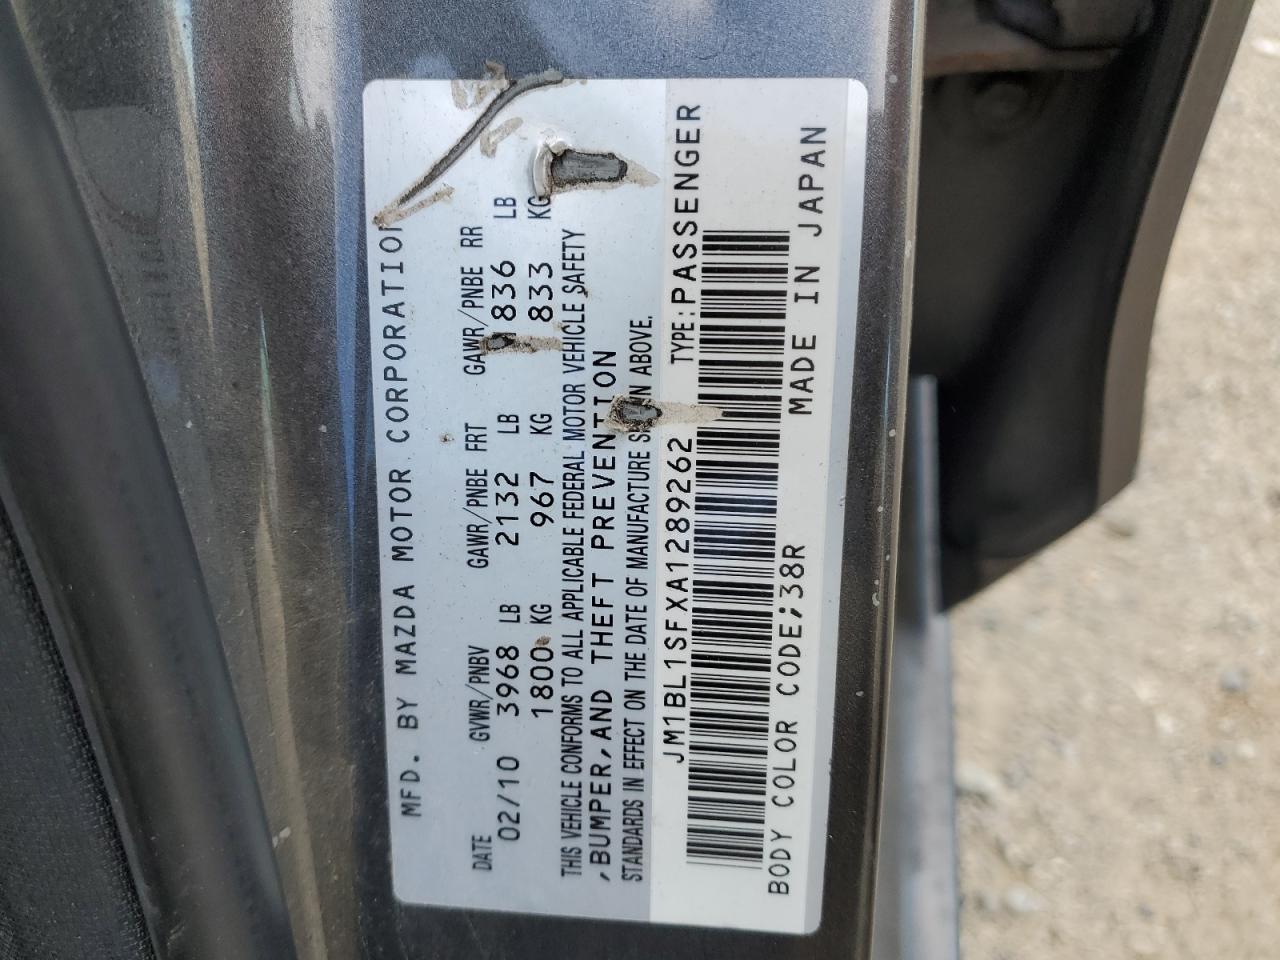 MFD. BY MAZDA MOTOR CORPORATION
DATE GVWR/PNBV GAWR/PNBE FRT GAWR/PNBE RR
02/10 3968 LB 2132 LB 1836 LB
1800 KG 967 KG 833 KG
THIS VEHICLE CONFORMS TO ALL APPLICABLE FEDERAL MOTOR VEHICLE SAFETY
,BUMPER,AND THEFT PREVENTION
STANDARDS IN EFFECT ON THE DATE OF MANUFACTURE SHOWN ABOVE.
JM1BL1SFXA1289262 TYPE:PASSENGER
BODY COLOR CODE;38R MADE IN JAPAN